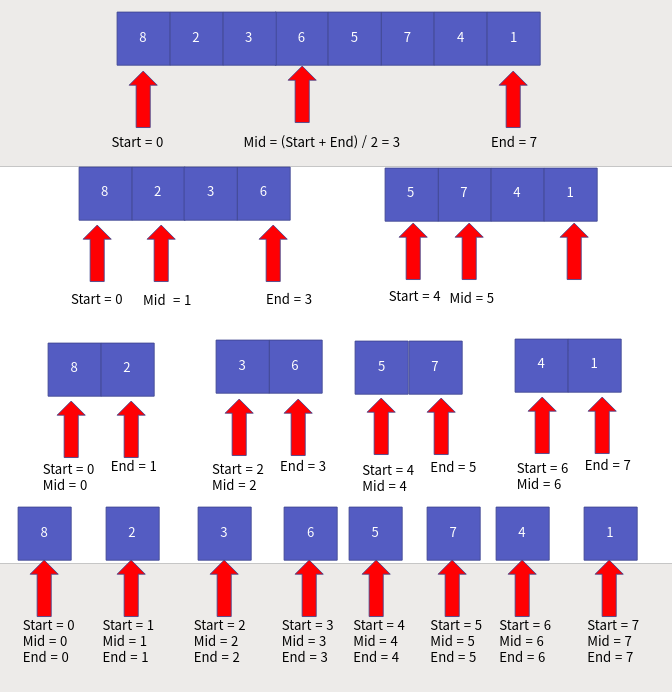 8 2 3 6 5 7 4 1
Start = 0 Mid = (Start + End) / 2 = 3 End = 7
8 2 3 6 5 7 4 1
Start = 0 Mid = 1 End = 3 Start = 4 Mid = 5
8 2 3 6 5 7 4 1
Start = 0 End = 1 Start = 2 End = 3 Start = 4 End = 5 Start = 6 End = 7
Mid = 0 Mid = 2 Mid = 4 Mid = 6
8 2 3 6 5 7 4 1
Start = 0 Start = 1 Start = 2 Start = 3 Start = 4 Start = 5 Start = 6 Start = 7
Mid = 0 Mid = 1 Mid = 2 Mid = 3 Mid = 4 Mid = 5 Mid = 6 Mid = 7
End = 0 End = 1 End = 2 End = 3 End = 4 End = 5 End = 6 End = 7